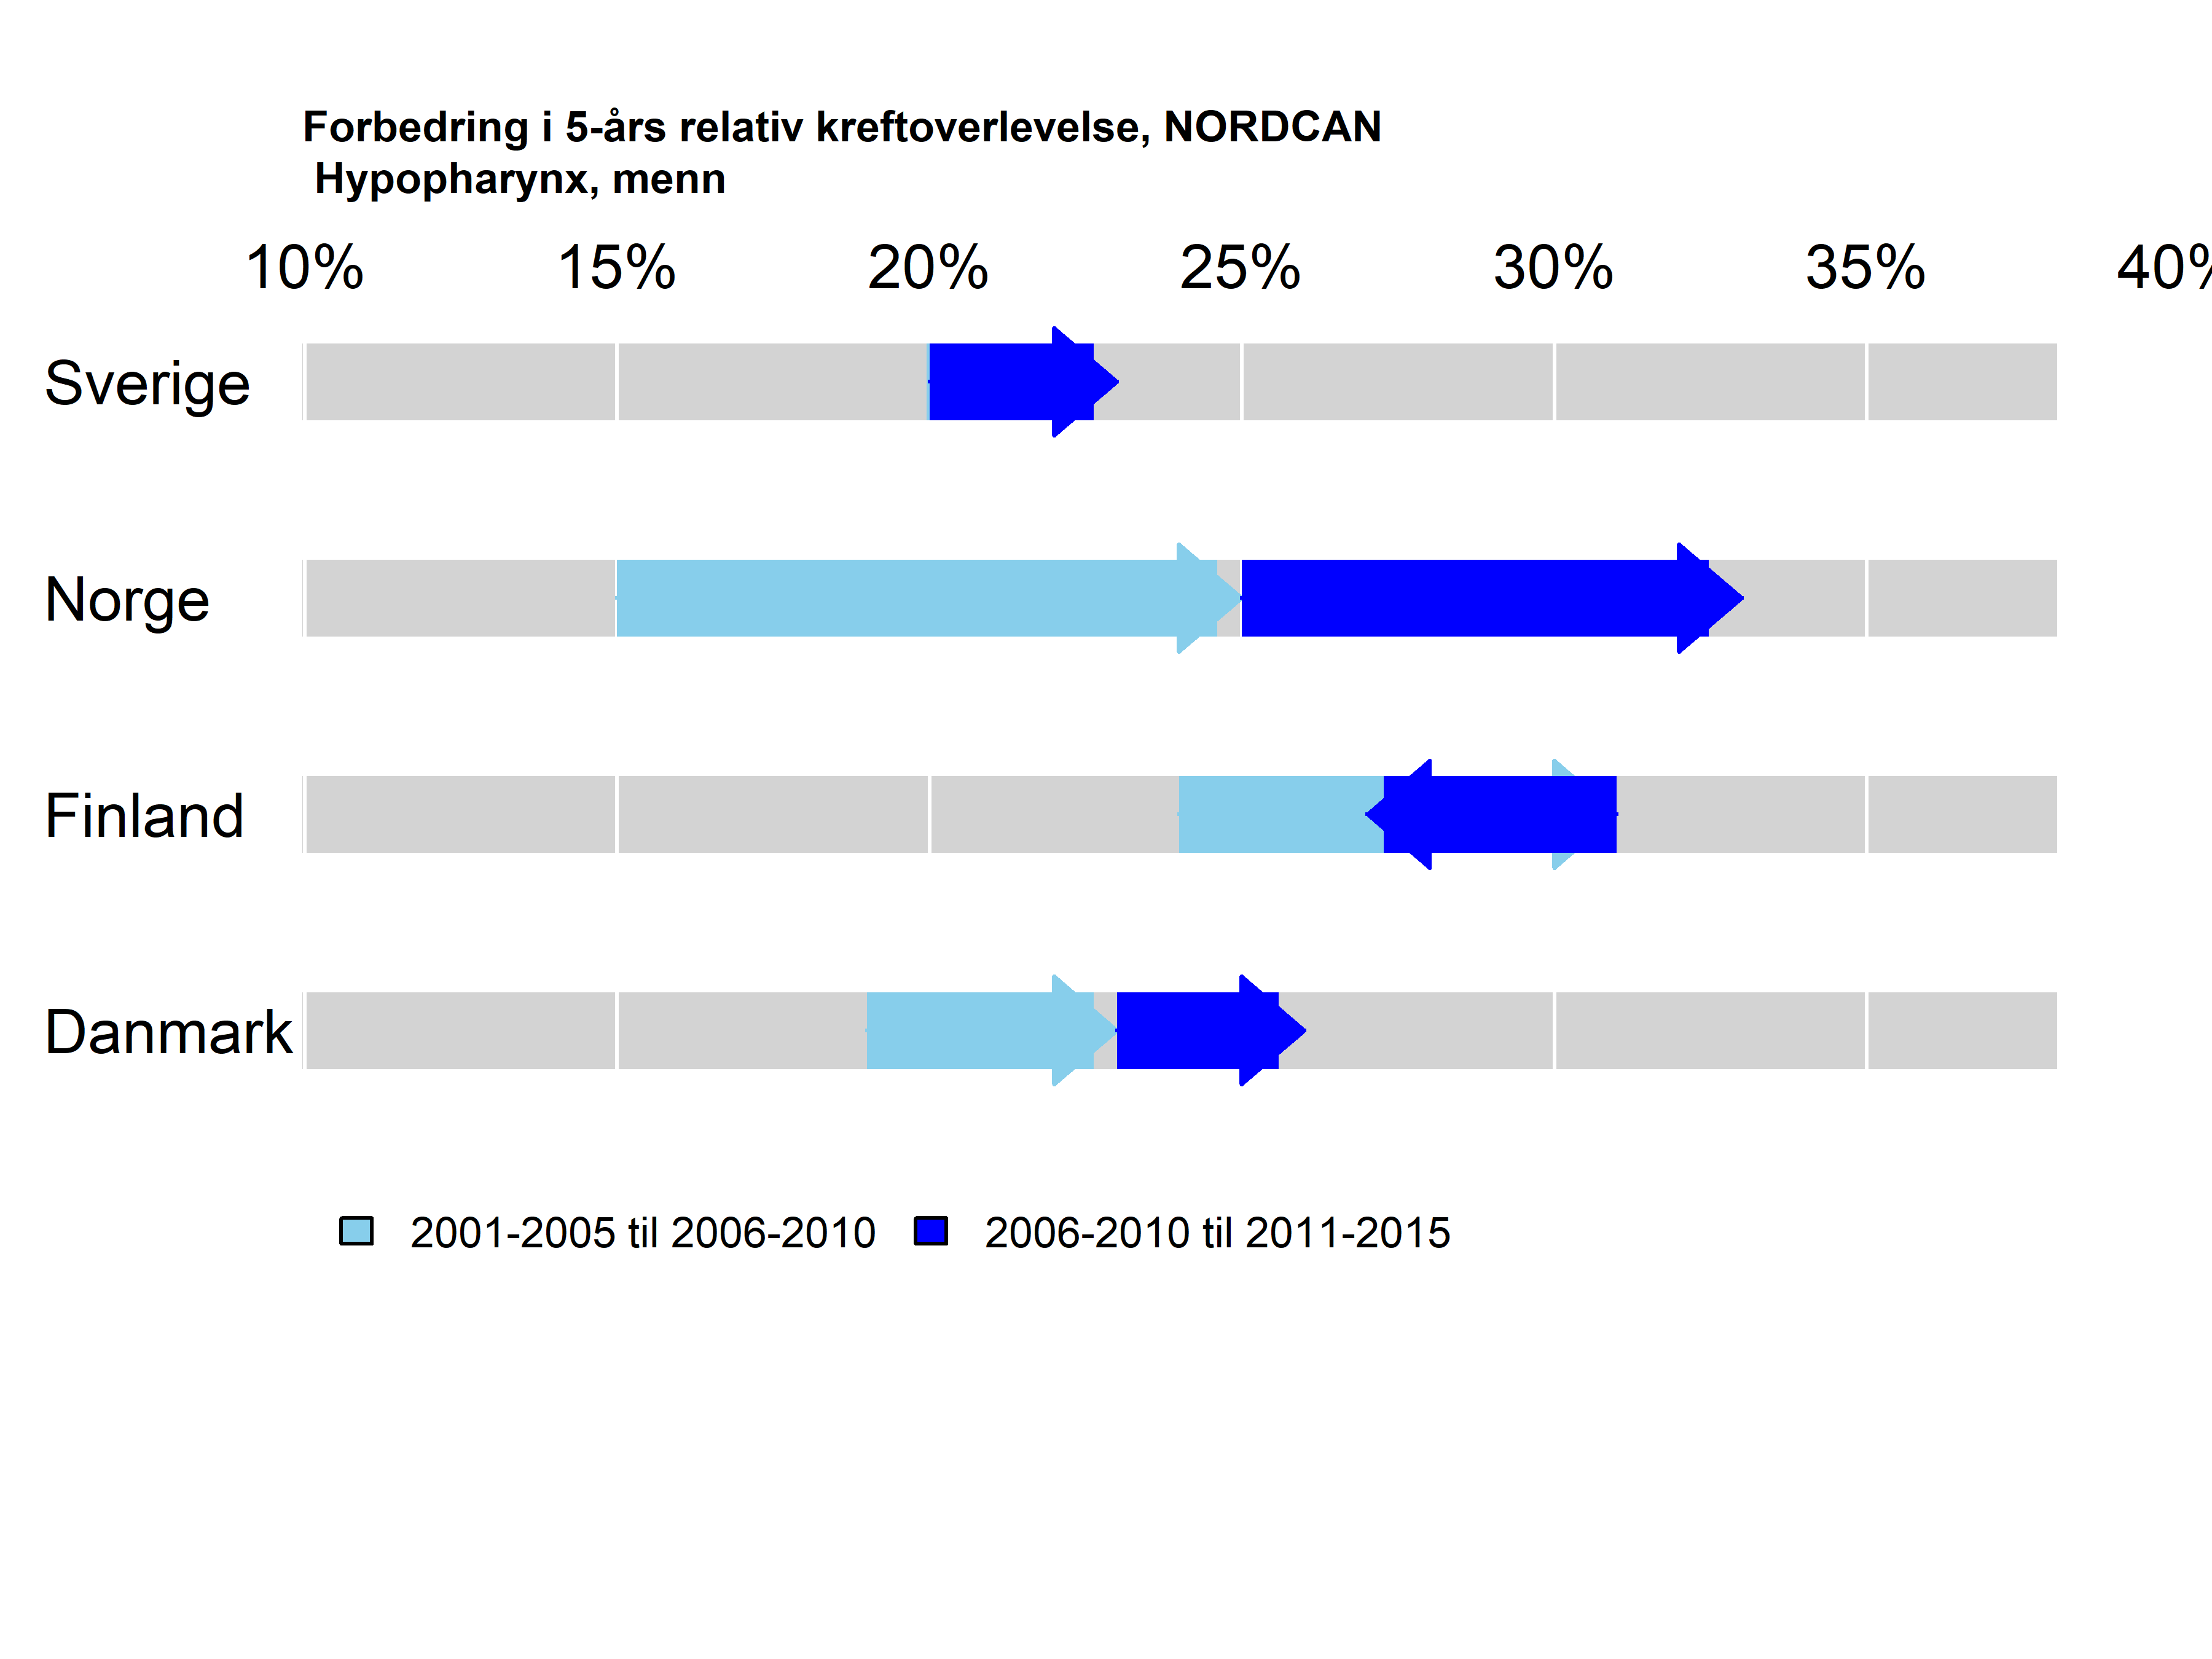 Forbedring i 5-års relativ kreftoverlevelse, NORDCAN
Hypopharynx, menn
10% 15% 20% 25% 30% 35% 40%
Sverige
Norge
Finland
Danmark
2001-2005 til 2006-2010 2006-2010 til 2011-2015